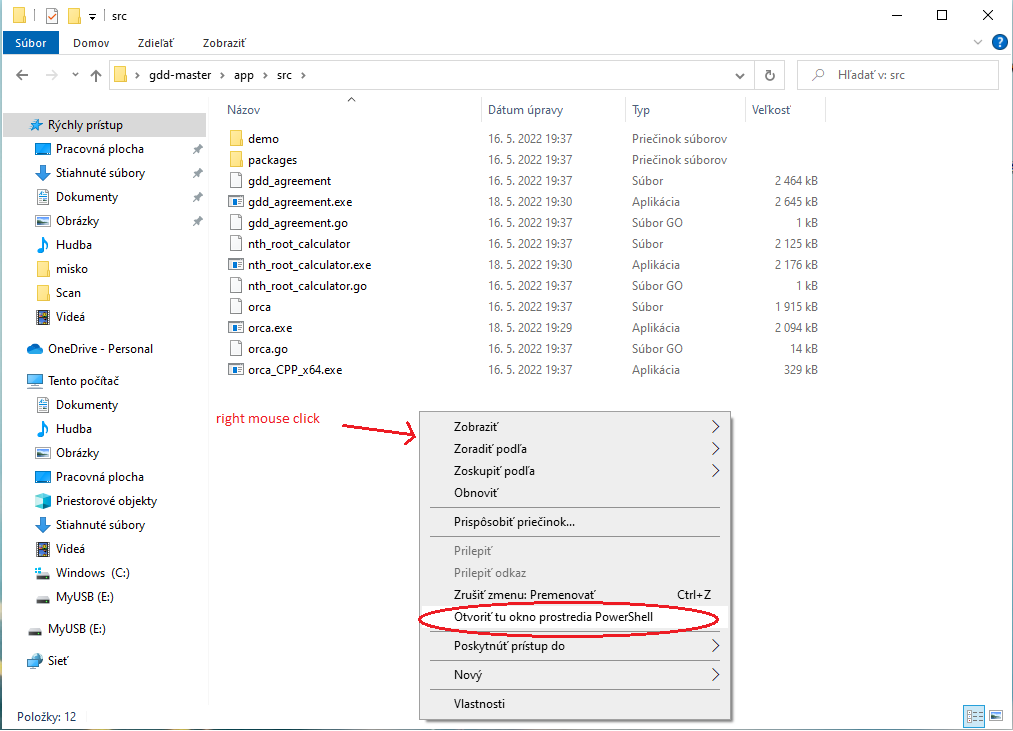 src
Súbor Domov Zdieľať Zobraziť
gdd-master app src
Hľadať v: src
Názov Dátum úpravy Typ Veľkosť
demo 16. 5. 2022 19:37 Priečinok súborov
packages 16. 5. 2022 19:37 Priečinok súborov
gdd_agreement 16. 5. 2022 19:37 Súbor 2 464 kB
gdd_agreement.exe 18. 5. 2022 19:30 Aplikácia 2 645 kB
gdd_agreement.go 16. 5. 2022 19:37 Súbor GO 1 kB
nth_root_calculator 16. 5. 2022 19:37 Súbor 2 125 kB
nth_root_calculator.exe 18. 5. 2022 19:30 Aplikácia 2 176 kB
nth_root_calculator.go 16. 5. 2022 19:37 Súbor GO 1 kB
orca 16. 5. 2022 19:37 Súbor 1 915 kB
orca.exe 18. 5. 2022 19:29 Aplikácia 2 094 kB
orca.go 16. 5. 2022 19:37 Súbor GO 14 kB
orca_CPP_x64.exe 16. 5. 2022 19:37 Aplikácia 329 kB
Rýchly prístup
Pracovná plocha
Stiahnuté súbory
Dokumenty
Obrázky
Hudba
misko
Scan
Videá
OneDrive - Personal
Tento počítač
Dokumenty
Hudba
Obrázky
Pracovná plocha
Priestorové objekty
Stiahnuté súbory
Videá
Windows (C:)
MyUSB (E:)
MyUSB (E:)
Sieť
right mouse click
Zobraziť
Zoradiť podľa
Zoskupiť podľa
Obnoviť
Prispôsobiť priečinok...
Prilepiť
Prilepiť odkaz
Zrušiť zmenu: Premenovať Ctrl+Z
Otvoriť tu okno prostredia PowerShell
Poskytnúť prístup do
Nový
Vlastnosti
Položky: 12